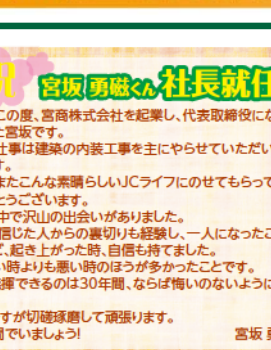 祝
宮坂 勇磁くん 社長就任
この度、宮商株式会社を起業し、代表取締役にな
た宮坂です。
仕事は建築の内装工事を主にやらせていただい
す。
またこんな素晴らしいJCライフにのせてもらって
とうございます。
中で沢山の出会いがありました。
信じた人からの裏切りも経験し、一人になったこ
ど、起き上がった時、自信も持てました。
い時よりも悪い時のほうが多かったことです。
揮できるのは30年間、ならば悔いのないように
すが切磋琢磨して頑張ります。
間でいましょう!
宮坂 勇